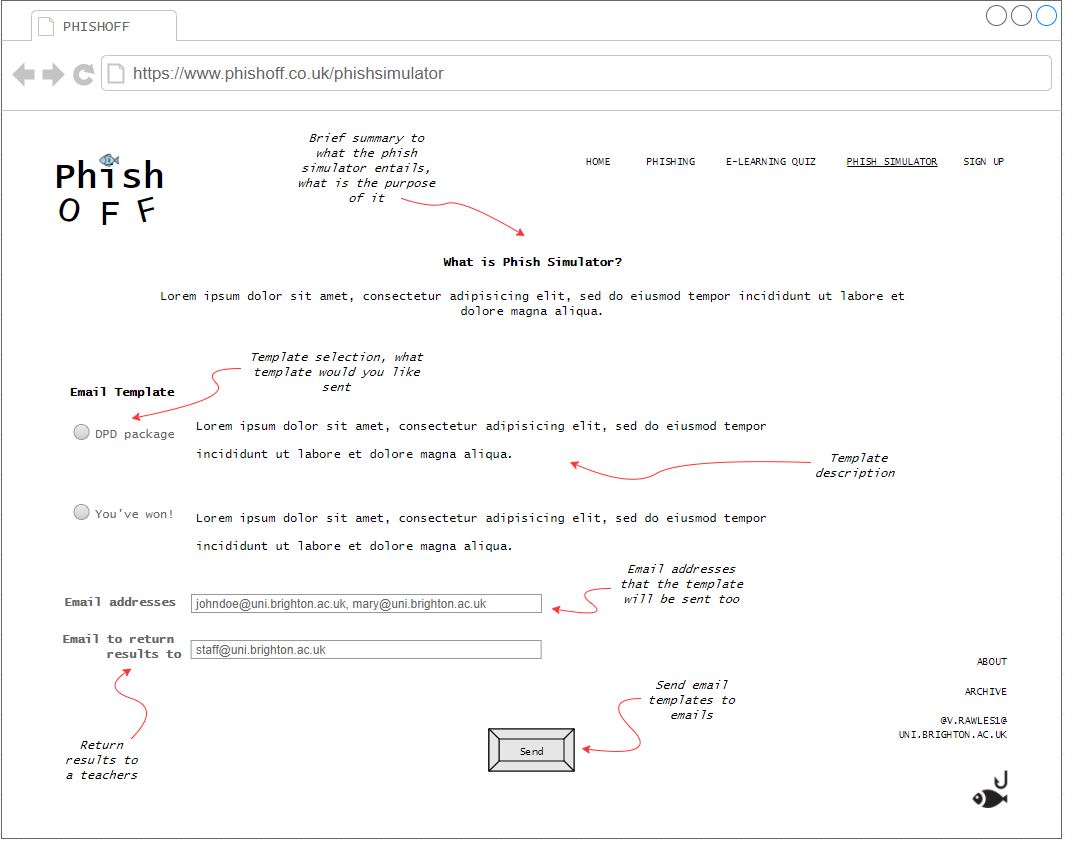 PHISHOFF
https://www.phishoff.co.uk/phishsimulator
Phish
OFF
Brief summary to
what the phish
simulator entails,
what is the purpose
of it
HOME PHISHING E-LEARNING QUIZ PHISH SIMULATOR SIGN UP
What is Phish Simulator?
Lorem ipsum dolor sit amet, consectetur adipisicing elit, sed do eiusmod tempor incididunt ut labore et
dolore magna aliqua.
Template selection, what
template would you like
sent
Email Template
DPD package
Lorem ipsum dolor sit amet, consectetur adipisicing elit, sed do eiusmod tempor
incididunt ut labore et dolore magna aliqua.
Template
description
You've won!
Lorem ipsum dolor sit amet, consectetur adipisicing elit, sed do eiusmod tempor
incididunt ut labore et dolore magna aliqua.
Email addresses
that the template
will be sent too
Email addresses
johndoe@uni.brighton.ac.uk, mary@uni.brighton.ac.uk
Email to return
results to
staff@uni.brighton.ac.uk
Return
results to
a teachers
Send email
templates to
emails
Send
ABOUT
ARCHIVE
@V.RAWLES1@
UNI.BRIGHTON.AC.UK